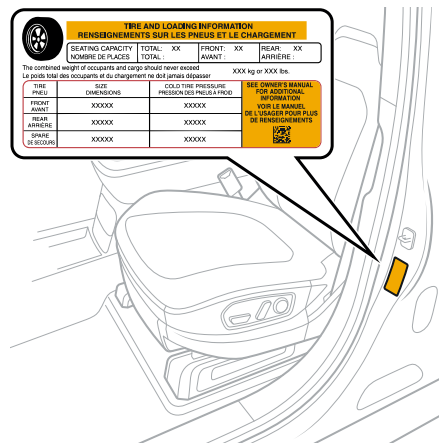 TIRE AND LOADING INFORMATION
RENSEIGNEMENTS SUR LES PNEUS ET LE CHARGEMENT
SEATING CAPACITY TOTAL: XX FRONT: XX REAR: XX
NOMBRE DE PLACES TOTAL : AVANT : ARRIÈRE :
The combined weight of occupants and cargo should never exceed
Le poids total des occupants et du chargement ne doit jamais dépasser
XXX kg or XXX lbs.
TIRE SIZE COLD TIRE PRESSURE
PNEU DIMENSIONS PRESSION DES PNEUS À FROID
FRONT
AVANT
XXXXX XXXXX
REAR
ARRIÈRE
XXXXX XXXXX
SPARE
DE SECOURS
XXXXX XXXXX
SEE OWNER'S MANUAL
FOR ADDITIONAL
INFORMATION
VOIR LE MANUEL
DE L'USAGER POUR PLUS
DE RENSEIGNEMENTS